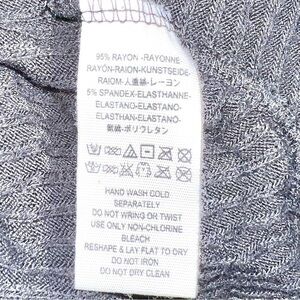 95% RAYON-RAYONNE
RAYÓN-RAION-KUNSTSEIDE-
RAIOM-人重絲-レーヨン
5% SPANDEX-ELASTHANNE-
ELASTANO-ELASTANO-
ELASTHAN-ELASTANO-
氨綸-ポリウレタン
HAND WASH COLD
SEPARATELY
DO NOT WRING OR TWIST
USE ONLY NON-CHLORINE
BLEACH
RESHAPE & LAY FLAT TO DRY
DO NOT IRON
DO NOT DRY CLEAN